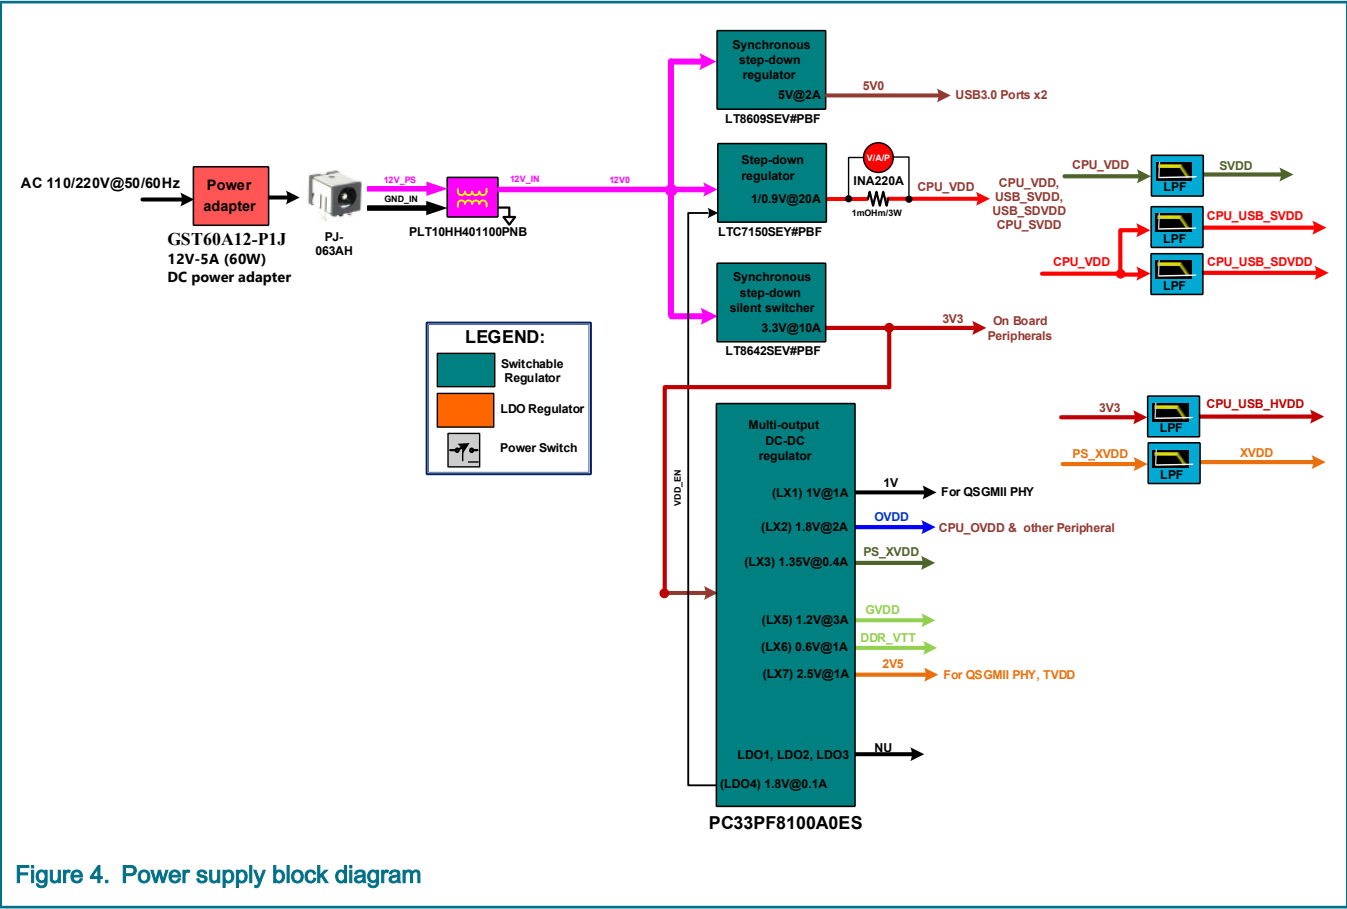 Synchronous
step-down
regulator
5V@2A
LT8609SEV#PBF
5V0
USB3.0 Ports x2
AC 110/220V@50/60Hz
Power
adapter
GST60A12-P1J
12V-5A (60W)
DC power adapter
PJ-
063AH
12V_PS
GND_IN
PLT10HH401100PNB
12V_IN
12V0
Step-down
regulator
1/0.9V@20A
LTC7150SEY#PBF
V/A/P
INA220A
1mOHm/3W
CPU_VDD
CPU_VDD,
USB_SVDD,
USB_SDVDD
CPU_SVDD
CPU_VDD
LPF
SVDD
CPU_VDD
LPF
CPU_USB_SVDD
LPF
CPU_USB_SDVDD
Synchronous
step-down
silent switcher
3.3V@10A
LT8642SEV#PBF
3V3
On Board
Peripherals
LEGEND:
Switchable
Regulator
LDO Regulator
Power Switch
3V3
LPF
CPU_USB_HVDD
PS_XVDD
LPF
XVDD
VDD_EN
Multi-output
DC-DC
regulator
(LX1) 1V@1A
1V
For QSGMII PHY
(LX2) 1.8V@2A
OVDD
CPU_OVDD & other Peripheral
(LX3) 1.35V@0.4A
PS_XVDD
(LX5) 1.2V@3A
GVDD
(LX6) 0.6V@1A
DDR_VTT
(LX7) 2.5V@1A
2V5
For QSGMII PHY, TVDD
LDO1, LDO2, LDO3
NU
(LDO4) 1.8V@0.1A
PC33PF8100A0ES
Figure 4. Power supply block diagram